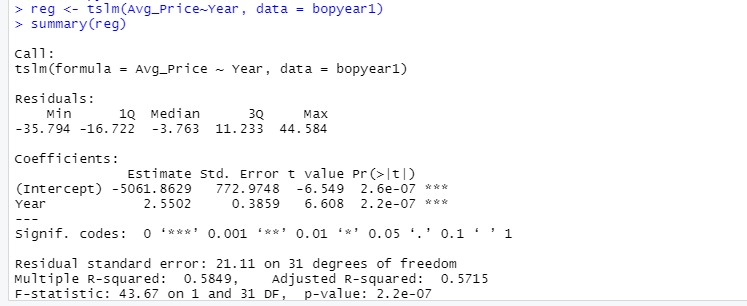 > reg <- tslm(Avg_Price~Year, data = bopyear1)
> summary(reg)
Call:
tslm(formula = Avg_Price ~ Year, data = bopyear1)
Residuals:
    Min      1Q  Median      3Q     Max
-35.794 -16.722  -3.763  11.233  44.584
Coefficients:
              Estimate Std. Error t value Pr(>|t|)
(Intercept) -5061.8629   772.9748  -6.549  2.6e-07 ***
Year            2.5502     0.3859   6.608  2.2e-07 ***
---
Signif. codes:  0 ‘***’ 0.001 ‘**’ 0.01 ‘*’ 0.05 ‘.’ 0.1 ‘ ’ 1
Residual standard error: 21.11 on 31 degrees of freedom
Multiple R-squared:  0.5849,	Adjusted R-squared:  0.5715
F-statistic: 43.67 on 1 and 31 DF,  p-value: 2.2e-07